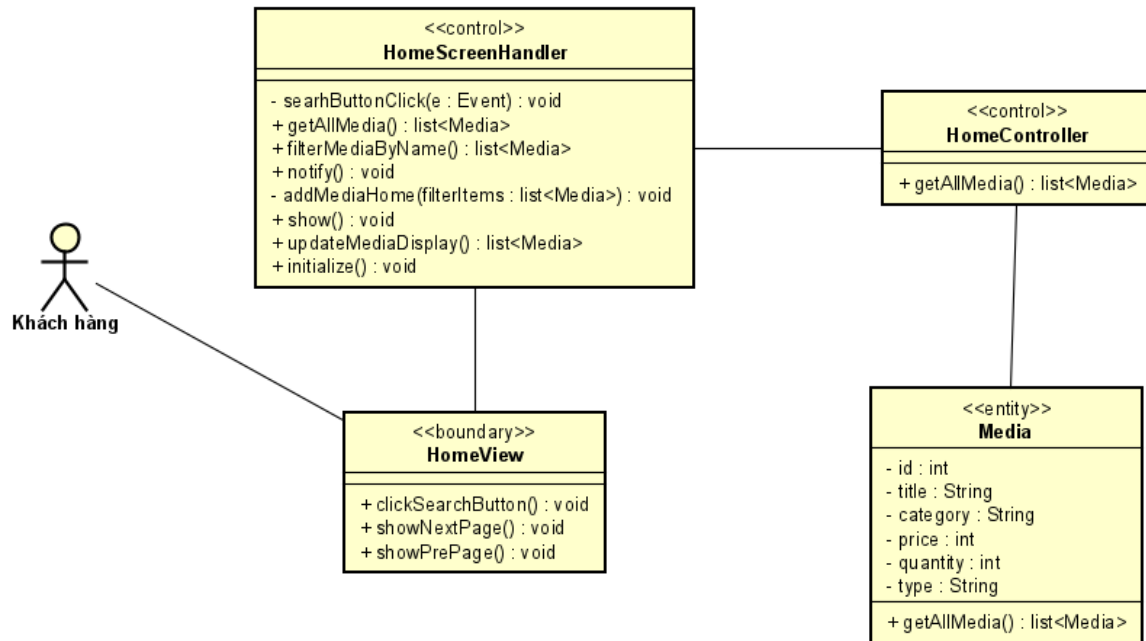 <<control>>
HomeScreenHandler
- searhButtonClick(e : Event) : void
+ getAllMedia() : list<Media>
+ filterMediaByName() : list<Media>
+ notify() : void
- addMediaHome(filterItems : list<Media>) : void
+ show() : void
+ updateMediaDisplay() : list<Media>
+ initialize() : void
<<control>>
HomeController
+ getAllMedia() : list<Media>
Khách hàng
<<boundary>>
HomeView
+ clickSearchButton() : void
+ showNextPage() : void
+ showPrePage() : void
<<entity>>
Media
- id : int
- title : String
- category : String
- price : int
- quantity : int
- type : String
+ getAllMedia() : list<Media>